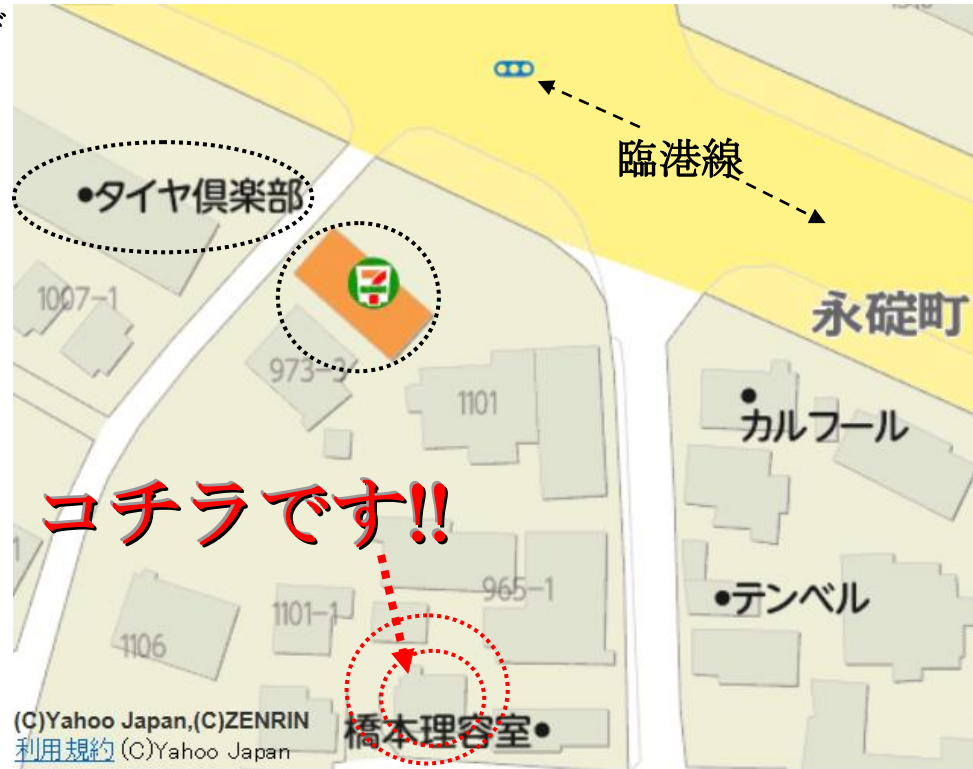 臨港線
•タイヤ倶楽部
1007-1
永碇町
973-3
1101
カルフール
コチラです!!
965-1
•テンベル
1101-1
1106
橋本理容室•
(C)Yahoo Japan,(C)ZENRIN
利用規約 (C)Yahoo Japan